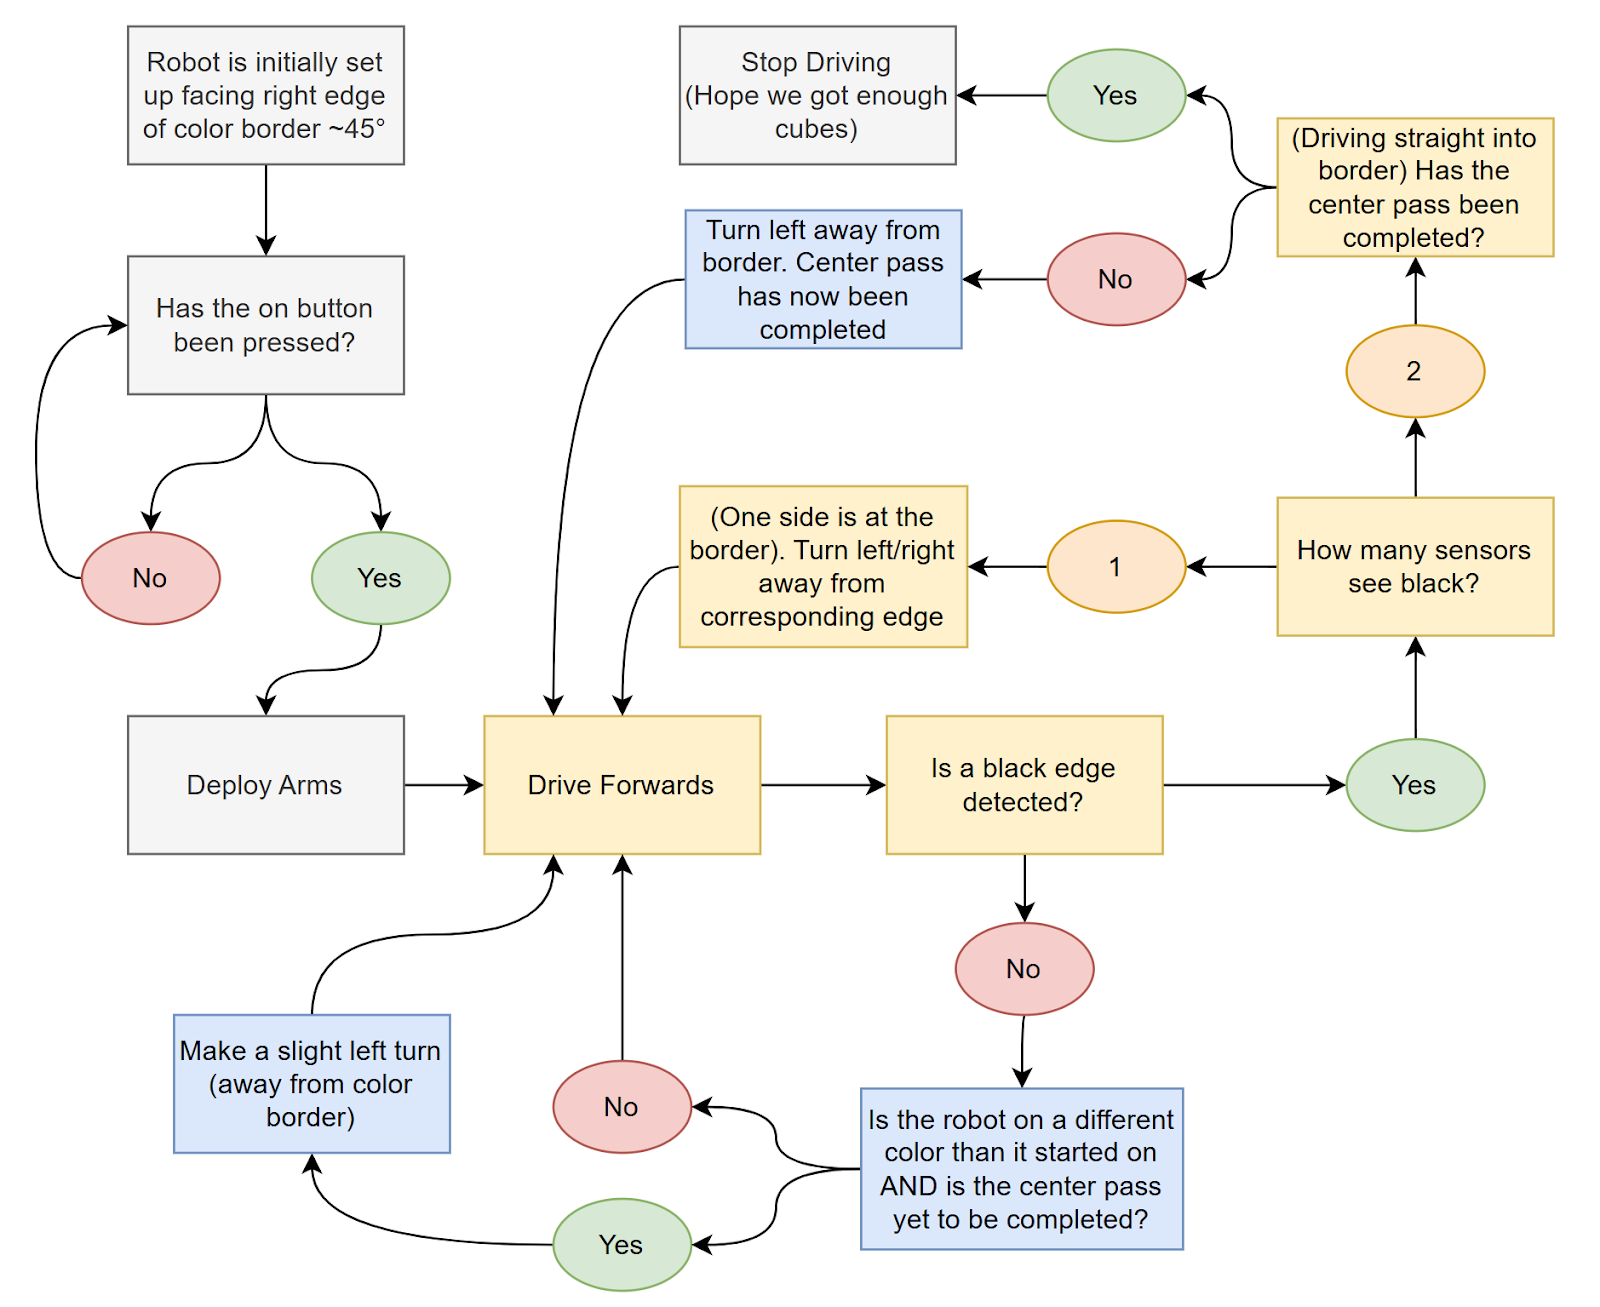 Robot is initially set
up facing right edge
of color border ~45°
Has the on button
been pressed?
No
Yes
Deploy Arms
Drive Forwards
Is a black edge
detected?
Yes
How many sensors
see black?
1
(One side is at the
border). Turn left/right
away from
corresponding edge
2
(Driving straight into
border) Has the
center pass been
completed?
Yes
Stop Driving
(Hope we got enough
cubes)
No
Turn left away from
border. Center pass
has now been
completed
No
Is the robot on a different
color than it started on
AND is the center pass
yet to be completed?
No
Yes
Make a slight left turn
(away from color
border)